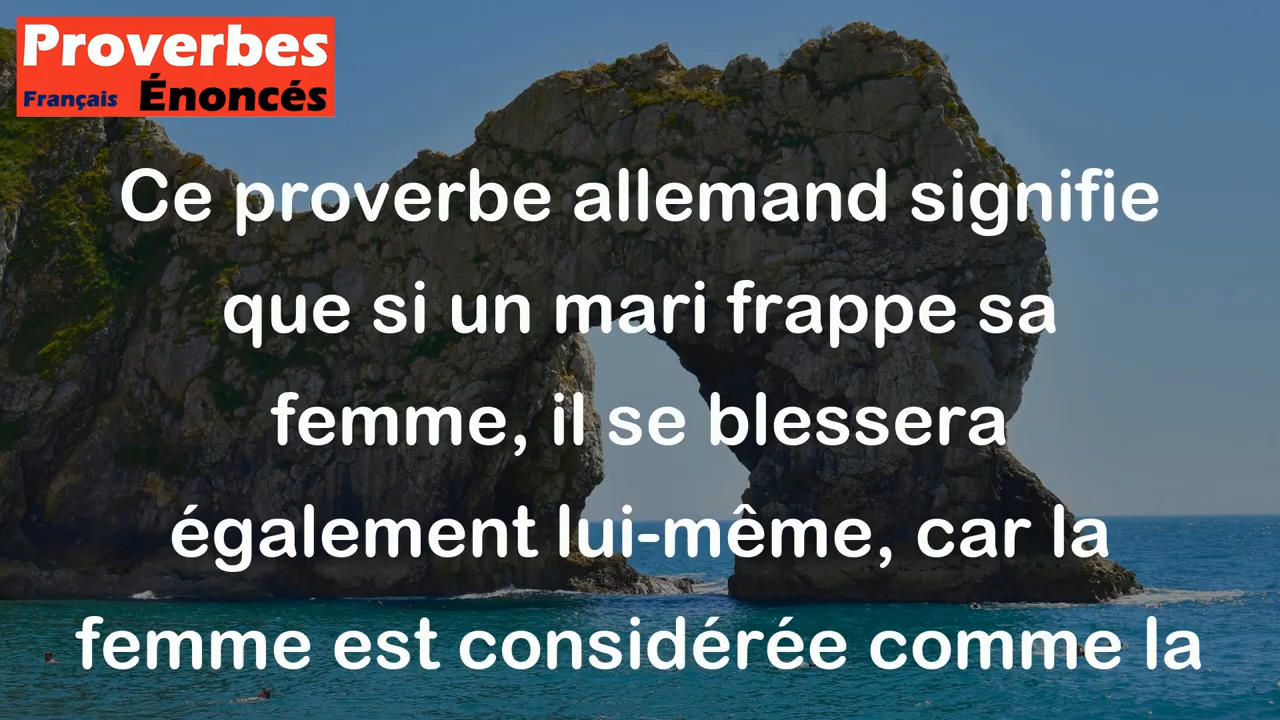 Proverbes
Français Énoncés
Ce proverbe allemand signifie
que si un mari frappe sa
femme, il se blessera
également lui-même, car la
femme est considérée comme la